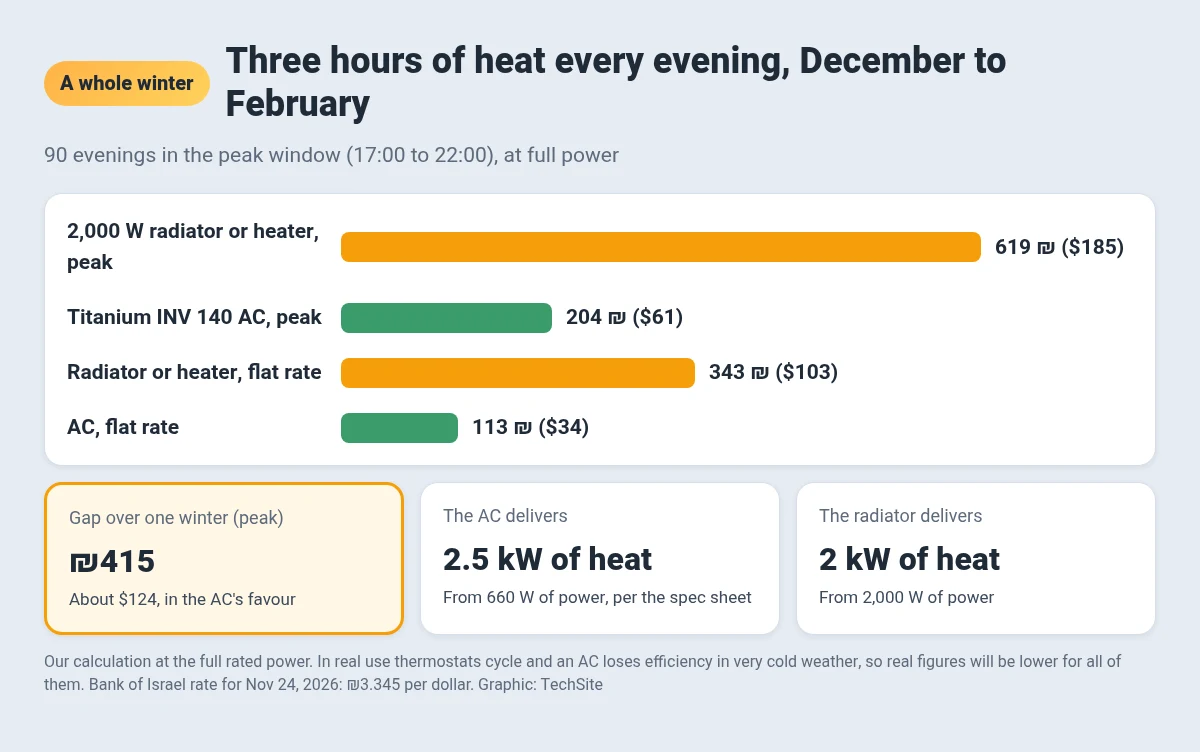 A whole winter
Three hours of heat every evening, December to
February
90 evenings in the peak window (17:00 to 22:00), at full power
2,000 W radiator or heater,
peak
619 ₪ ($185)
Titanium INV 140 AC, peak
204 ₪ ($61)
Radiator or heater, flat rate
343 ₪ ($103)
AC, flat rate
113 ₪ ($34)
Gap over one winter (peak)
₪415
About $124, in the AC's favour
The AC delivers
2.5 kW of heat
From 660 W of power, per the spec sheet
The radiator delivers
2 kW of heat
From 2,000 W of power
Our calculation at the full rated power. In real use thermostats cycle and an AC loses efficiency in very cold weather, so real figures will be lower for all of
them. Bank of Israel rate for Nov 24, 2026: ₪3.345 per dollar. Graphic: TechSite